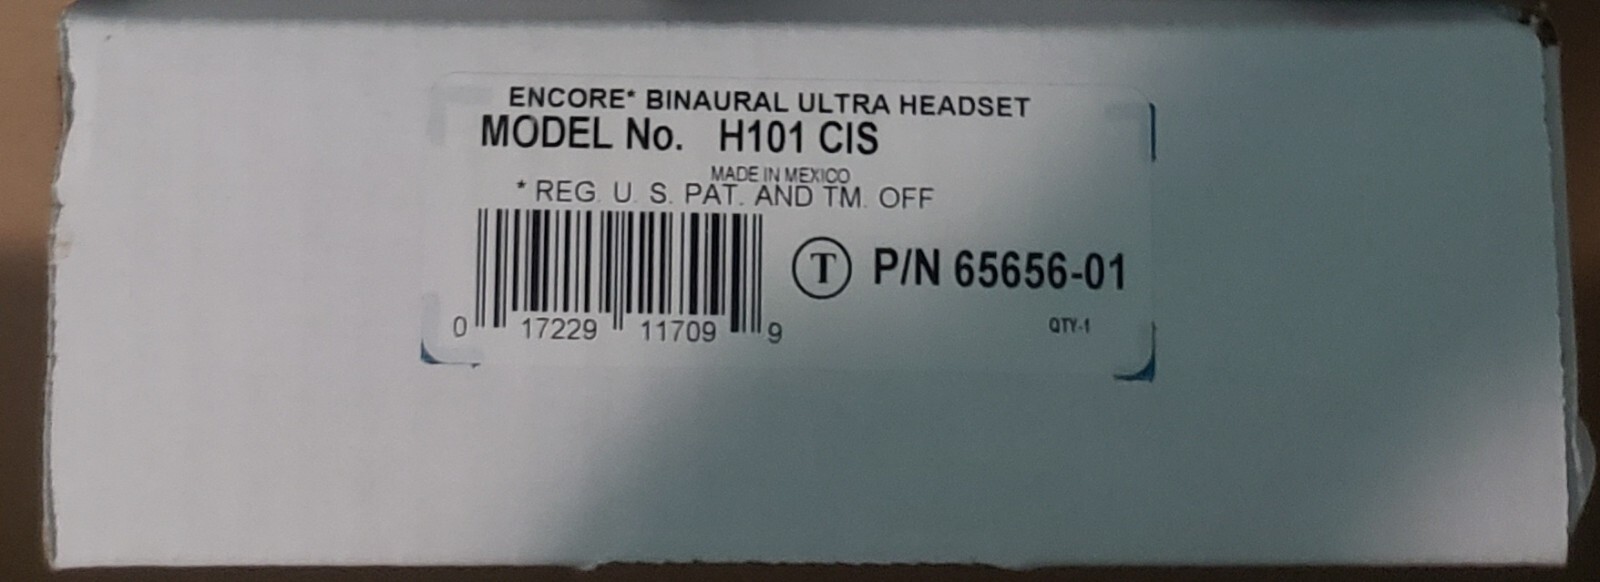 ENCORE* BINAURAL ULTRA HEADSET
MODEL No. H101 CIS
MADE IN MEXICO
* REG. U. S. PAT. AND TM. OFF
T P/N 65656-01
0 17229 11709 9
QTY-1